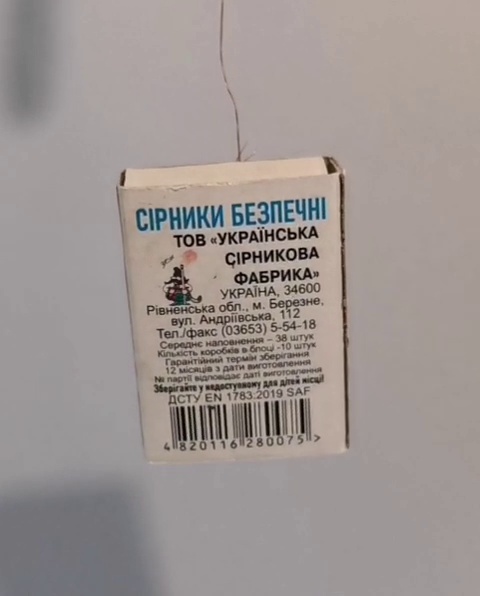 СІРНИКИ БЕЗПЕЧНІ
ТОВ «УКРАЇНСЬКА
СІРНИКОВА
ФАБРИКА»
УКРАЇНА, 34600
Рівненська обл., м. Березне,
вул. Андріївська, 112
Тел./факс (03653) 5-54-18
Середнє наповнення – 38 штук
Кількість коробків в блоці -10 штук
Гарантійний термін зберігання
12 місяців з дати виготовлення
№ партії відповідає даті виготовлення
Зберігайте у недоступному для дітей місці!
ДСТУ EN 1783:2019 SAF
4 820116 280075 >